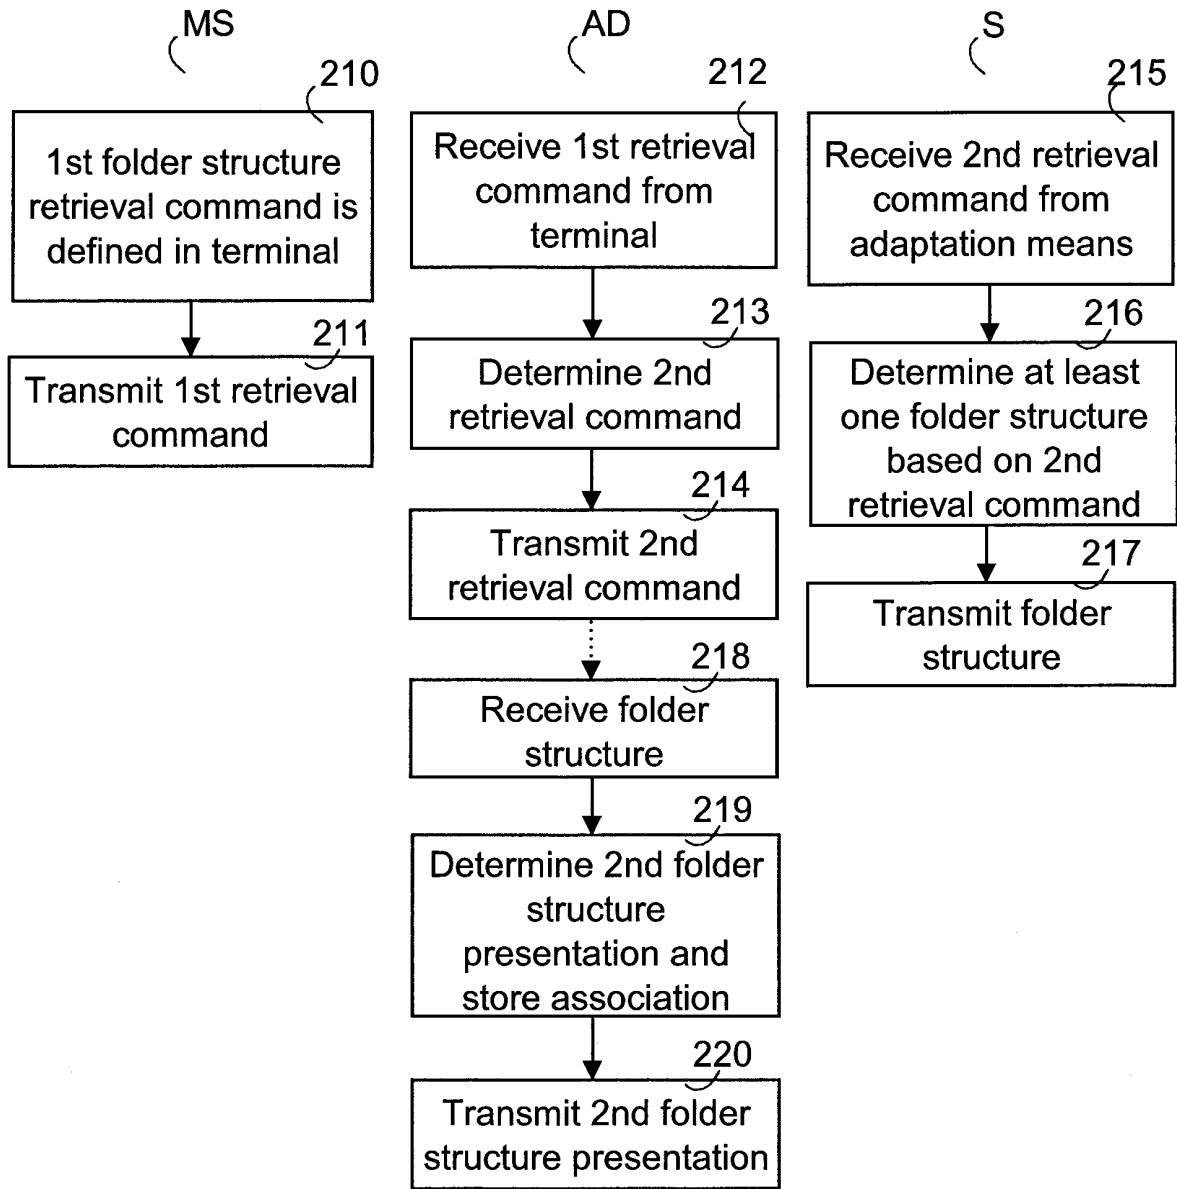 MS
210
1st folder structure
retrieval command is
defined in terminal
211
Transmit 1st retrieval
command
AD
212
Receive 1st retrieval
command from
terminal
213
Determine 2nd
retrieval command
214
Transmit 2nd
retrieval command
218
Receive folder
structure
219
Determine 2nd folder
structure
presentation and
store association
220
Transmit 2nd folder
structure presentation
S
215
Receive 2nd retrieval
command from
adaptation means
216
Determine at least
one folder structure
based on 2nd
retrieval command
217
Transmit folder
structure